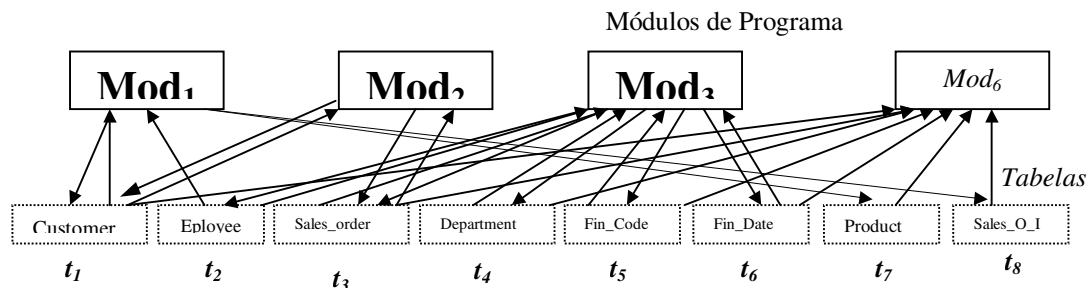 Módulos de Programa
Mod₁ Mod₂ Mod₃ Mod₆
Tabelas
Customer Eployee Sales_order Department Fin_Code Fin_Date Product Sales_O_I
t₁ t₂ t₃ t₄ t₅ t₆ t₇ t₈